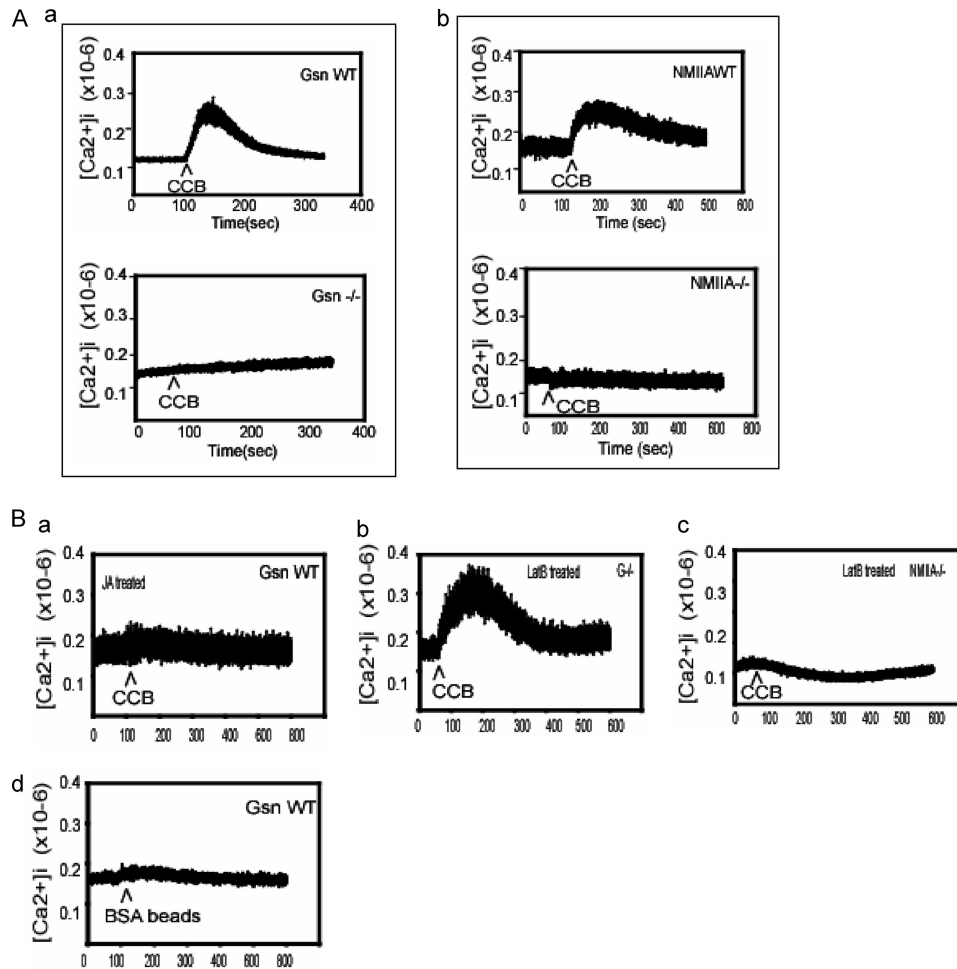 A
a
[Ca2+]i (x10-6)
0.4
0.3
0.2
0.1
Gsn WT
^
CCB
0 100 200 300 400
Time(sec)
[Ca2+]i (x10-6)
0.4
0.3
0.2
0.1
Gsn -/-
^
CCB
0 100 200 300 400
Time(sec)
b
[Ca2+]i (x10-6)
0.4
0.3
0.2
0.1
NMIIAWT
^
CCB
0 100 200 300 400 500 600
Time (sec)
[Ca2+]i (x10-6)
0.4
0.3
0.2
0.1
NMIIA-/-
^
CCB
0 100 200 300 400 500 600 800
Time (sec)
B
a
[Ca2+]i (x10-6)
0.4
0.3
0.2
0.1
JA treated Gsn WT
^
CCB
0 100 200 300 400 500 600 800
b
[Ca2+]i (x10-6)
0.4
0.3
0.2
0.1
LatB treated G-/-
^
CCB
0 100 200 300 400 500 600
c
[Ca2+]i (x10-6)
0.4
0.3
0.2
0.1
LatB treated NMIIA-/-
^
CCB
0 100 200 300 400 500 600
d
[Ca2+]i (x10-6)
0.4
0.3
0.2
0.1
Gsn WT
^
BSA beads
0 100 200 300 400 500 600 800